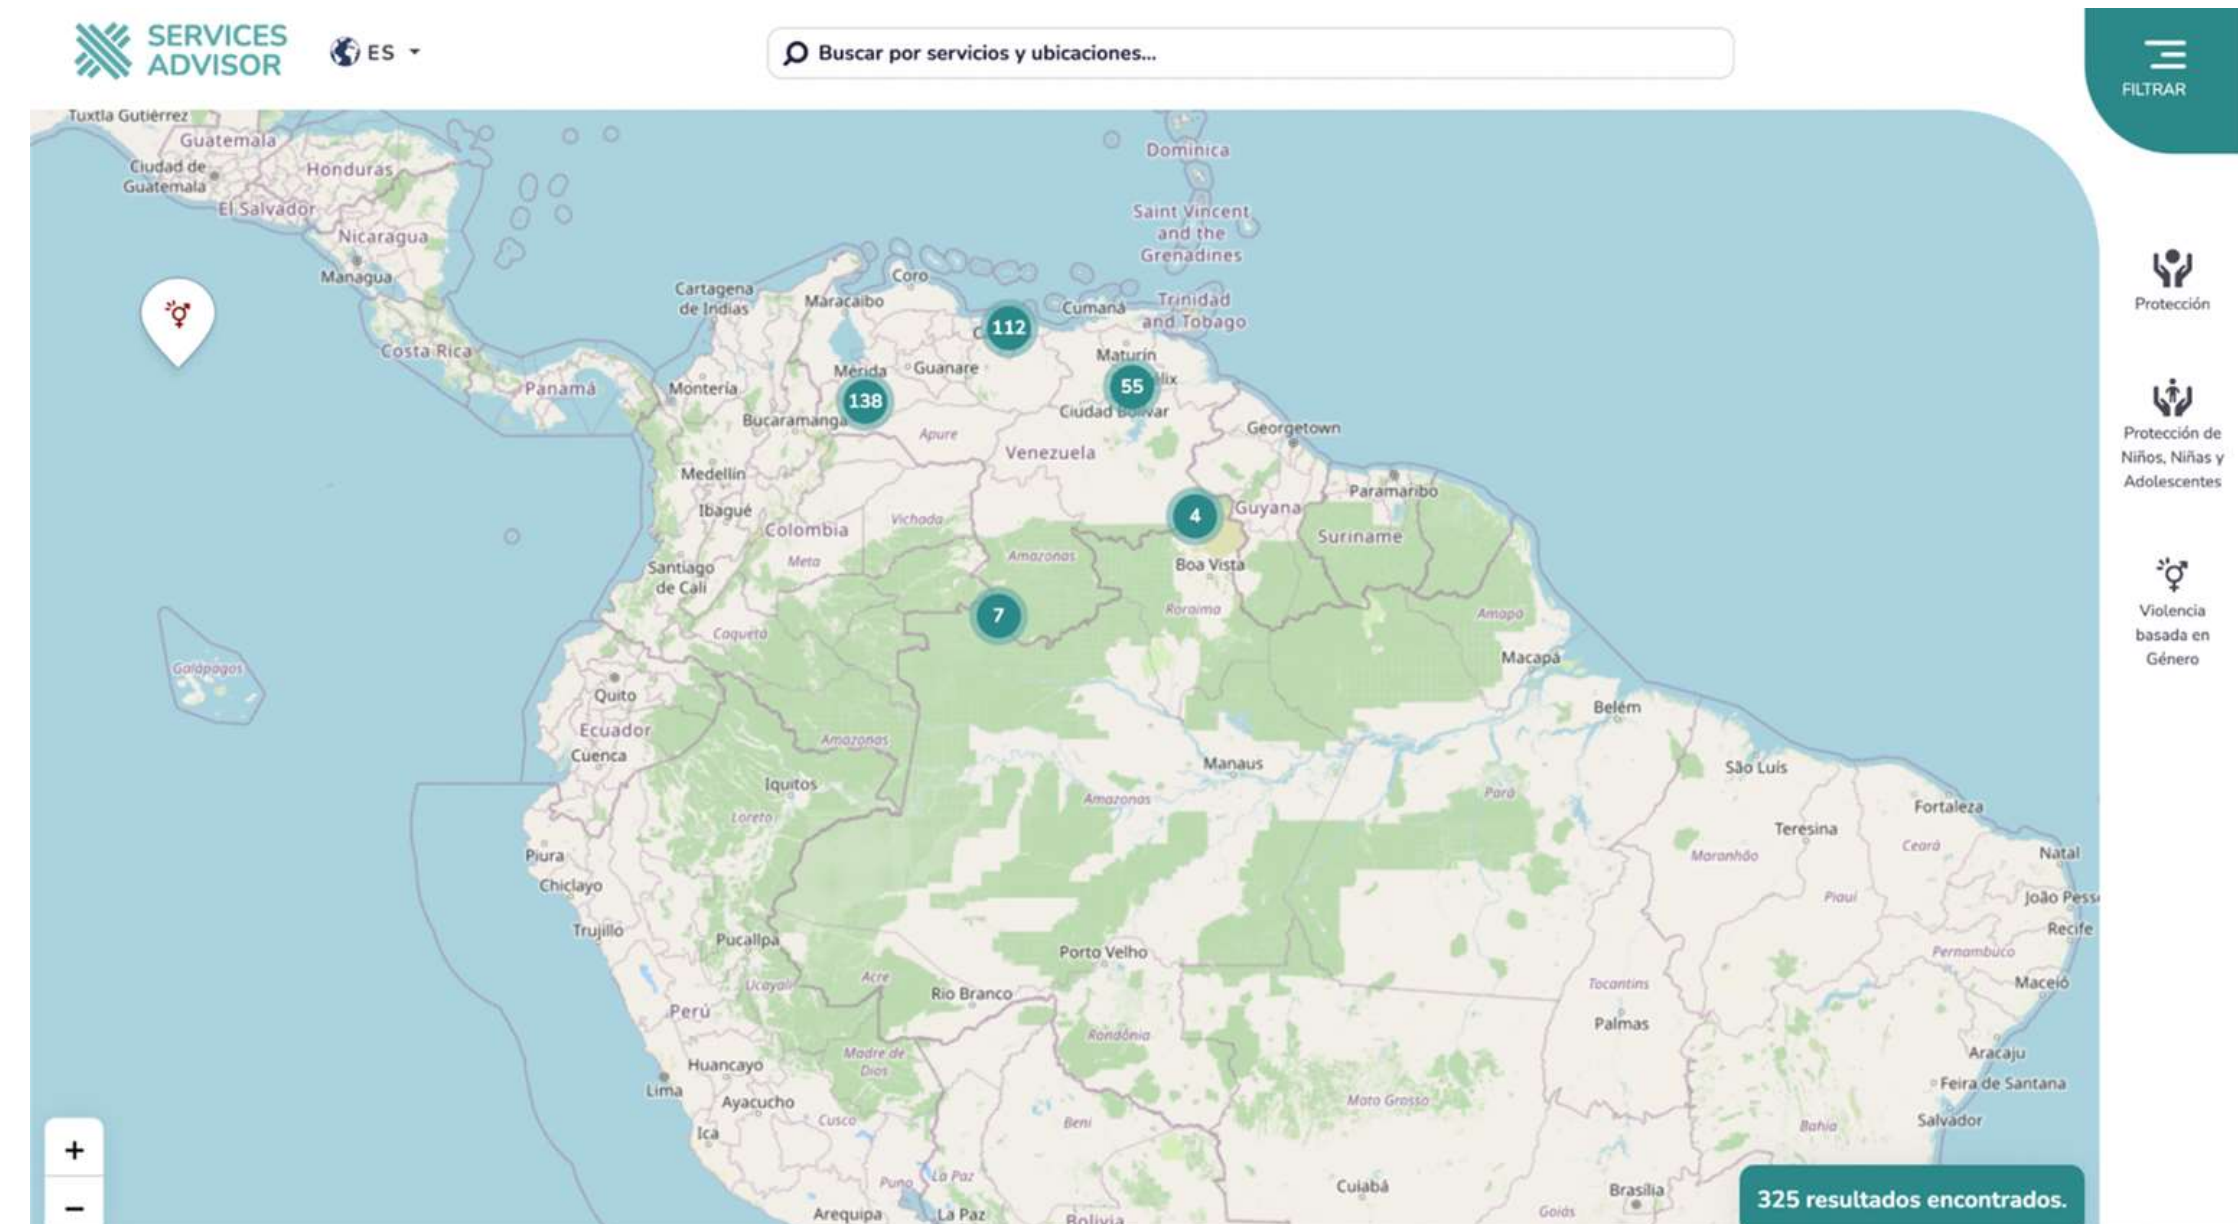 SERVICES
ADVISOR
ES
Buscar por servicios y ubicaciones...
FILTRAR
Tuxtla Gutiérrez
Guatemala
Ciudad de
Guatemala
Honduras
El Salvador
Nicaragua
Managua
Costa Rica
Panamá
Dominica
Saint Vincent
and the
Grenadines
Trinidad
and Tobago
Cartagena
de Indias
Maracaibo
Coro
Cumaná
112
Maturín
Mérida
Guanare
138
55
Ciudad Bolívar
Montería
Bucaramanga
Apure
Venezuela
Georgetown
Medellín
Paramaribo
Ibagué
Colombia
Vichada
4
Guyana
Suriname
Meta
Amazonas
Boa Vista
Santiago
de Cali
Roraima
Amapá
7
Caquetá
Macapá
Galápagos
Quito
Ecuador
Cuenca
Belém
Amazonas
Manaus
São Luís
Iquitos
Loreto
Amazonas
Pará
Fortaleza
Teresina
Piura
Maranhão
Ceará
Natal
Chiclayo
Piauí
João Pess
Trujillo
Recife
Pucallpa
Porto Velho
Pernambuco
Acre
Ucayali
Rio Branco
Tocantins
Maceió
Perú
Palmas
Rondônia
Huancayo
Madre de
Dios
Aracaju
Lima
Ayacucho
Feira de Santana
Cusco
Mato Grosso
Ica
Beni
Bahia
Salvador
Puno
La Paz
Cuiabá
Brasília
Arequipa
La Paz
Bolivia
Goiás
Protección
Protección de
Niños, Niñas y
Adolescentes
Violencia
basada en
Género
+
−
325 resultados encontrados.